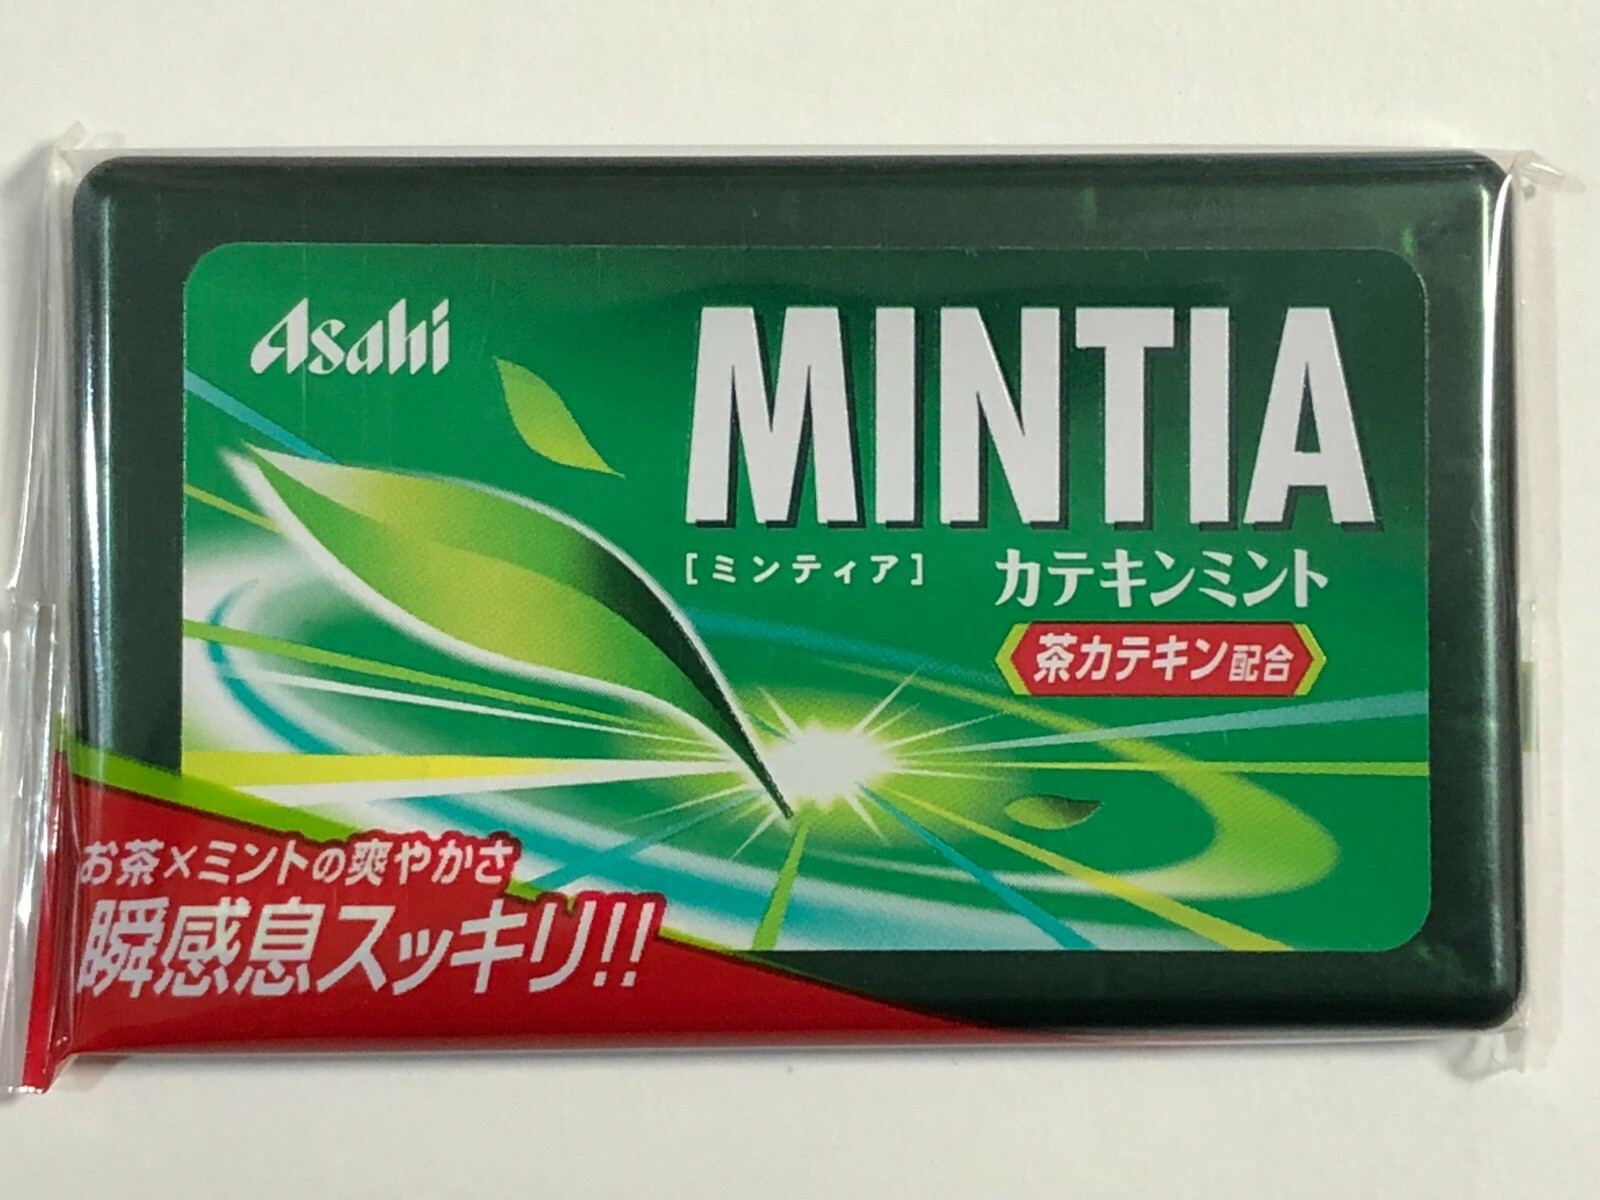 Asahi
MINTIA
[ミンティア]
カテキンミント
茶カテキン配合
お茶×ミントの爽やかさ
瞬感息スッキリ!!